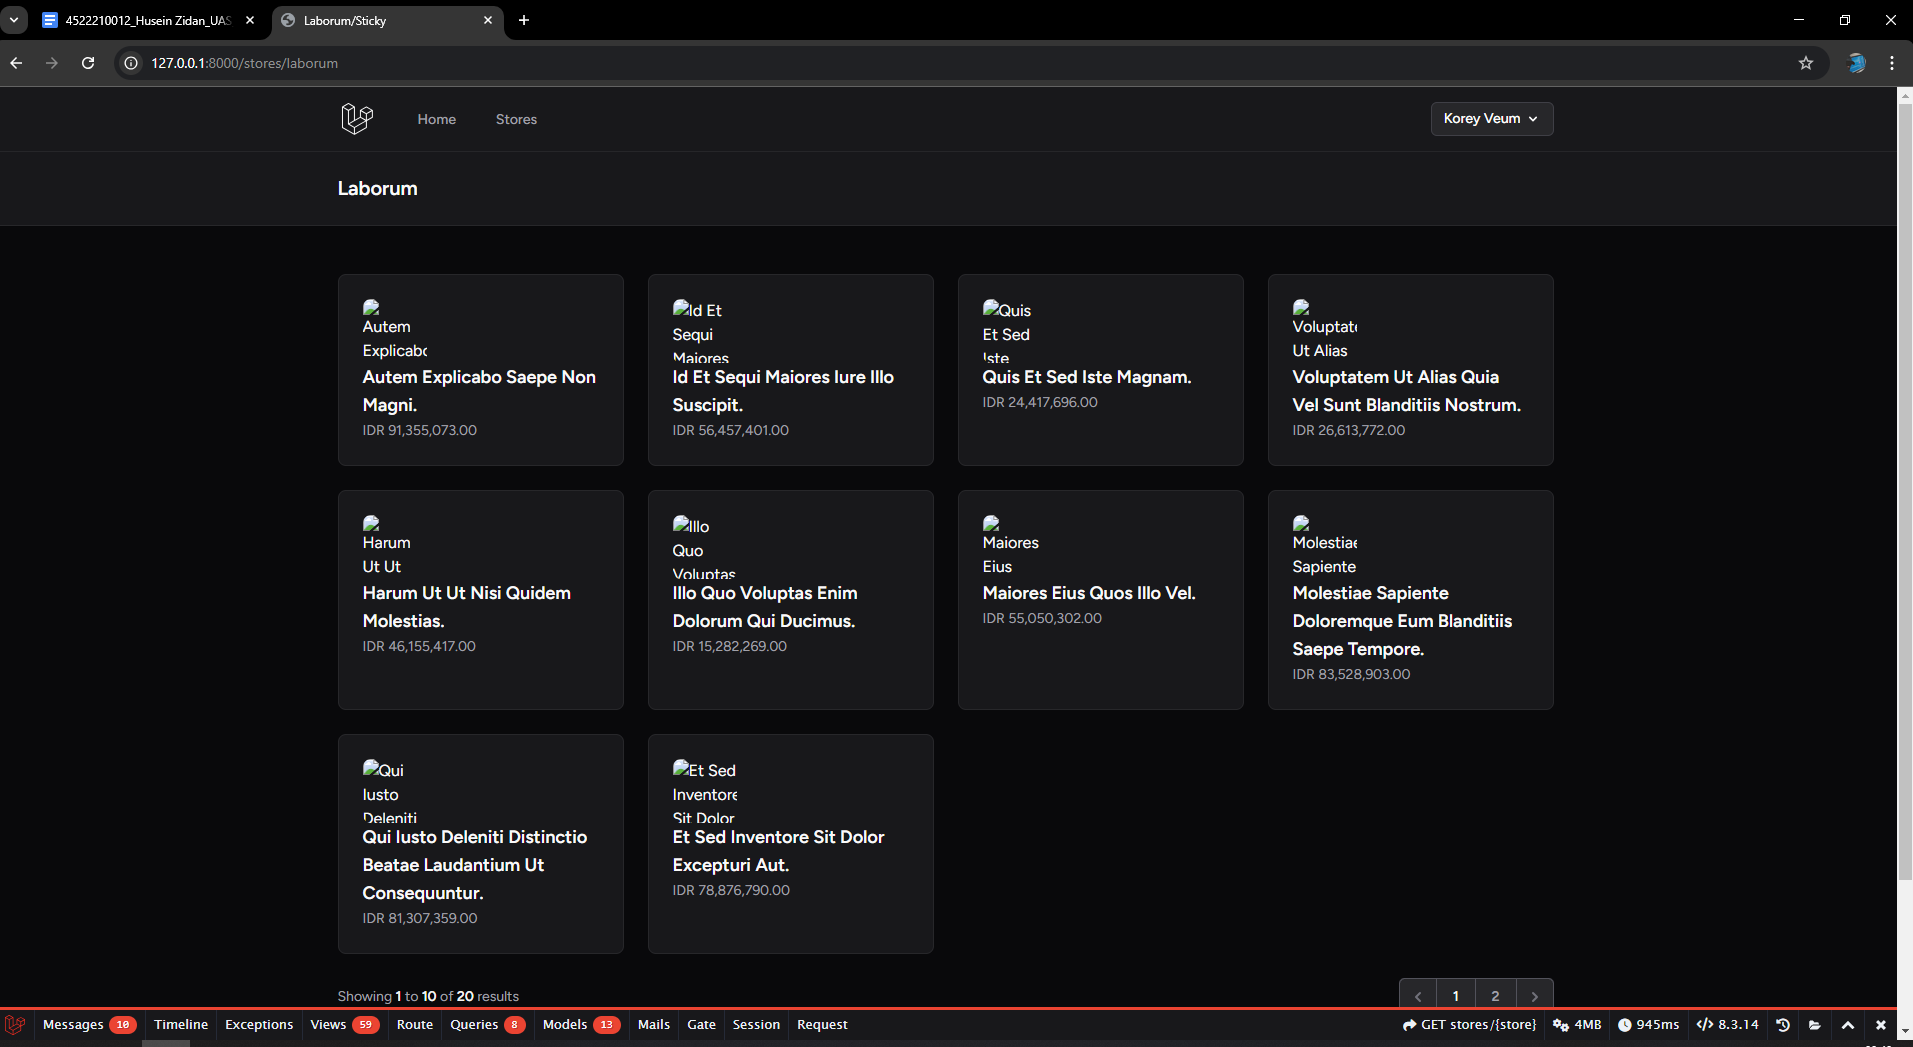 4522210012_Husein Zidan_UAS
Laborum/Sticky
127.0.0.1:8000/stores/laborum
Home
Stores
Korey Veum
Laborum
Autem
Explicabo
Autem Explicabo Saepe Non
Magni.
IDR 91,355,073.00
Id Et
Sequi
Maiores
Id Et Sequi Maiores Iure Illo
Suscipit.
IDR 56,457,401.00
Quis
Et Sed
Iste
Quis Et Sed Iste Magnam.
IDR 24,417,696.00
Voluptate
Ut Alias
Voluptatem Ut Alias Quia
Vel Sunt Blanditiis Nostrum.
IDR 26,613,772.00
Harum
Ut Ut
Harum Ut Ut Nisi Quidem
Molestias.
IDR 46,155,417.00
Illo
Quo
Voluptas
Illo Quo Voluptas Enim
Dolorum Qui Ducimus.
IDR 15,282,269.00
Maiores
Eius
Maiores Eius Quos Illo Vel.
IDR 55,050,302.00
Molestiae
Sapiente
Molestiae Sapiente
Doloremque Eum Blanditiis
Saepe Tempore.
IDR 83,528,903.00
Qui
Iusto
Deleniti
Qui Iusto Deleniti Distinctio
Beatae Laudantium Ut
Consequuntur.
IDR 81,307,359.00
Et Sed
Inventore
Sit Dolor
Et Sed Inventore Sit Dolor
Excepturi Aut.
IDR 78,876,790.00
Showing 1 to 10 of 20 results
1
2
Messages 10
Timeline
Exceptions
Views 59
Route
Queries 8
Models 13
Mails
Gate
Session
Request
GET stores/{store}
4MB
945ms
8.3.14